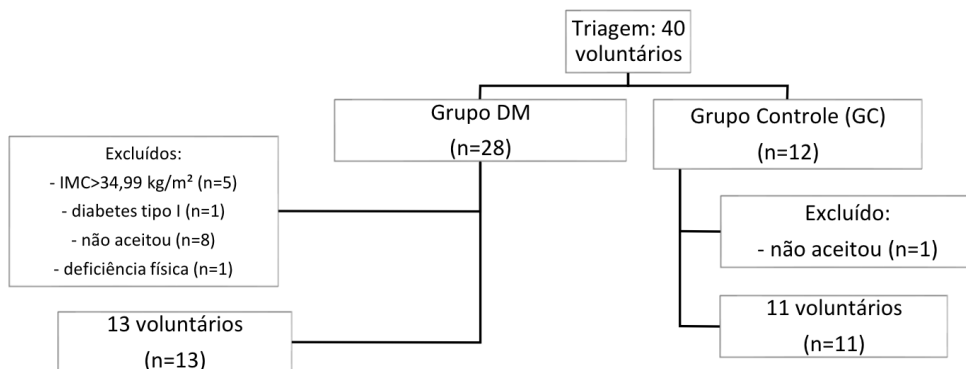 Triagem: 40
voluntários
Grupo DM
(n=28)
Grupo Controle (GC)
(n=12)
Excluídos:
- IMC>34,99 kg/m² (n=5)
- diabetes tipo I (n=1)
- não aceitou (n=8)
- deficiência física (n=1)
Excluído:
- não aceitou (n=1)
13 voluntários
(n=13)
11 voluntários
(n=11)